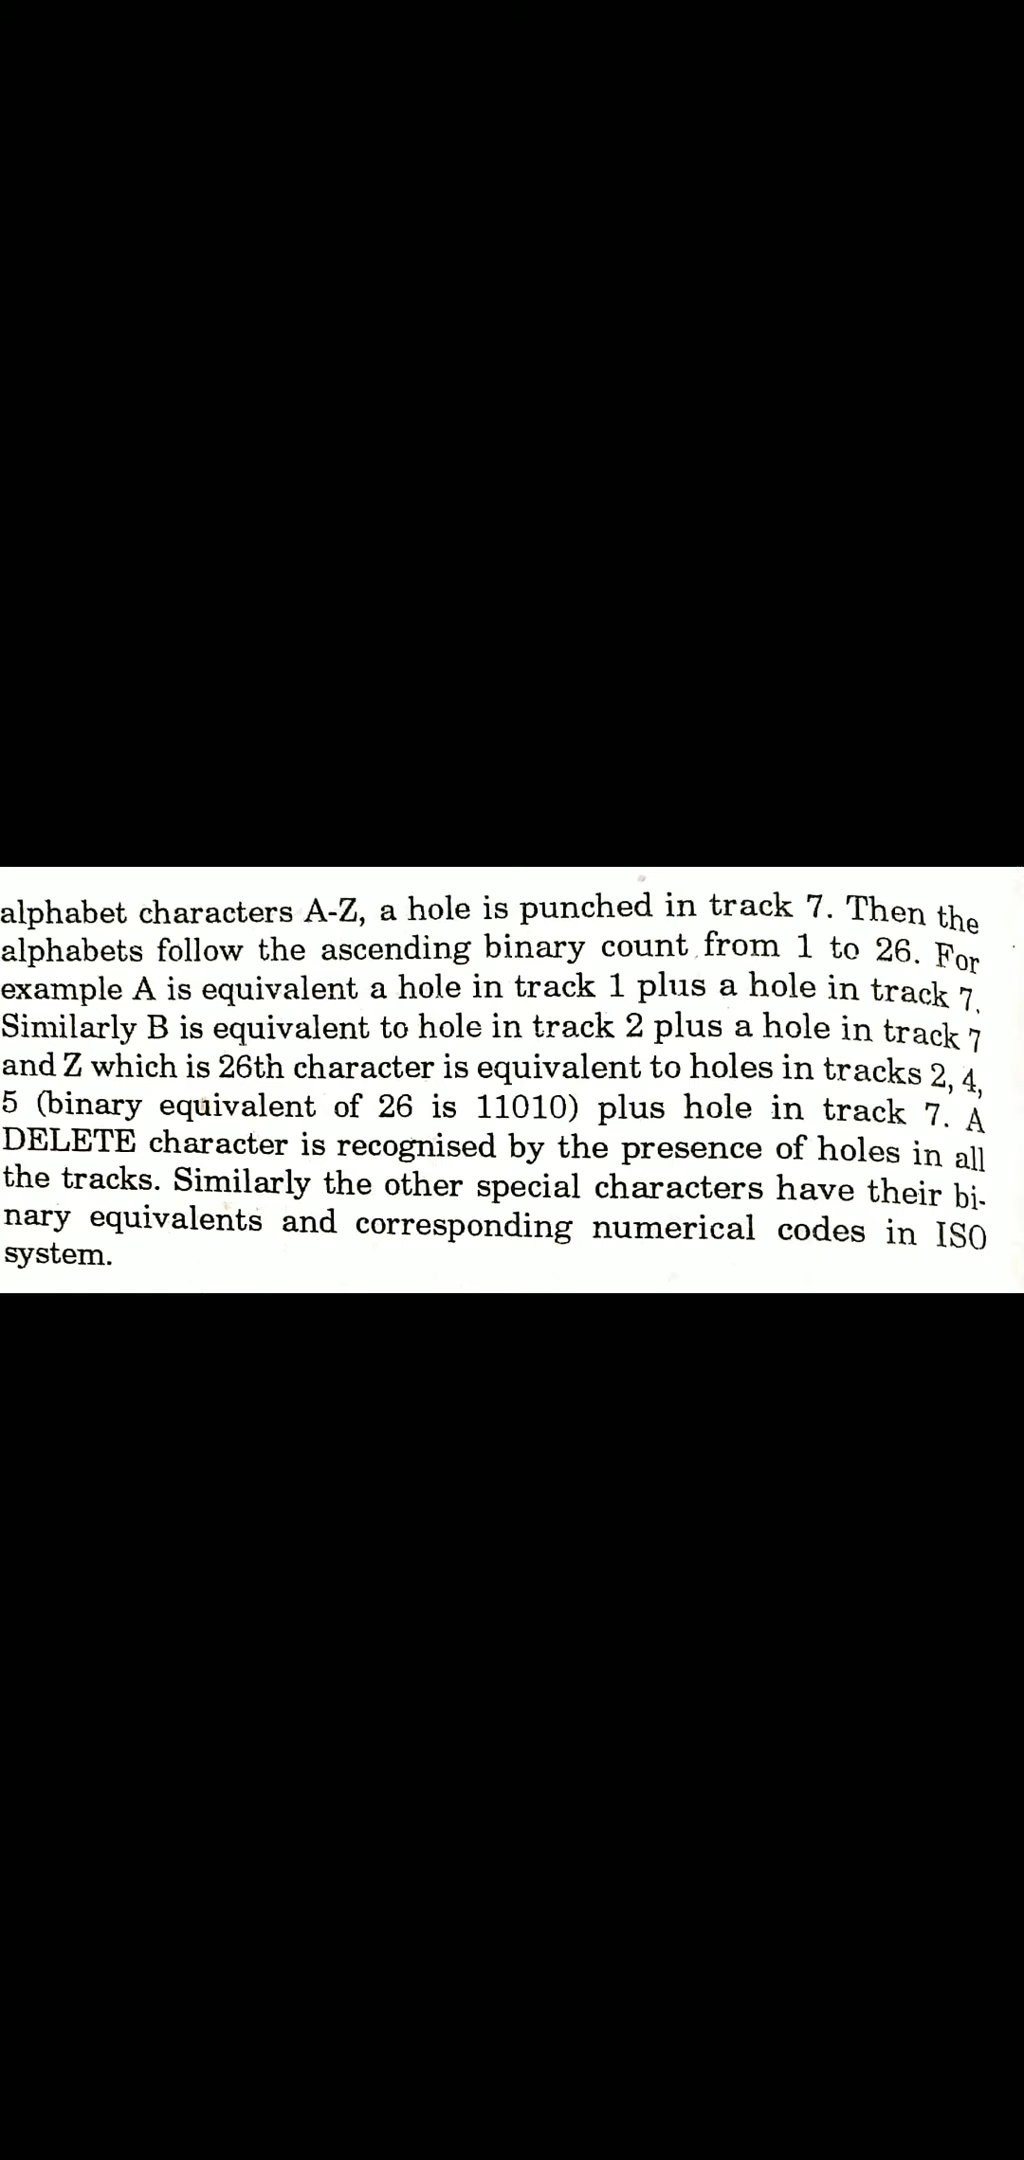 alphabet characters A-Z, a hole is punched in track 7. Then the
alphabets follow the ascending binary count from 1 to 26. For
example A is equivalent a hole in track 1 plus a hole in track 7.
Similarly B is equivalent to hole in track 2 plus a hole in track 7
and Z which is 26th character is equivalent to holes in tracks 2, 4,
5 (binary equivalent of 26 is 11010) plus hole in track 7. A
DELETE character is recognised by the presence of holes in all
the tracks. Similarly the other special characters have their bi-
nary equivalents and corresponding numerical codes in ISO
system.